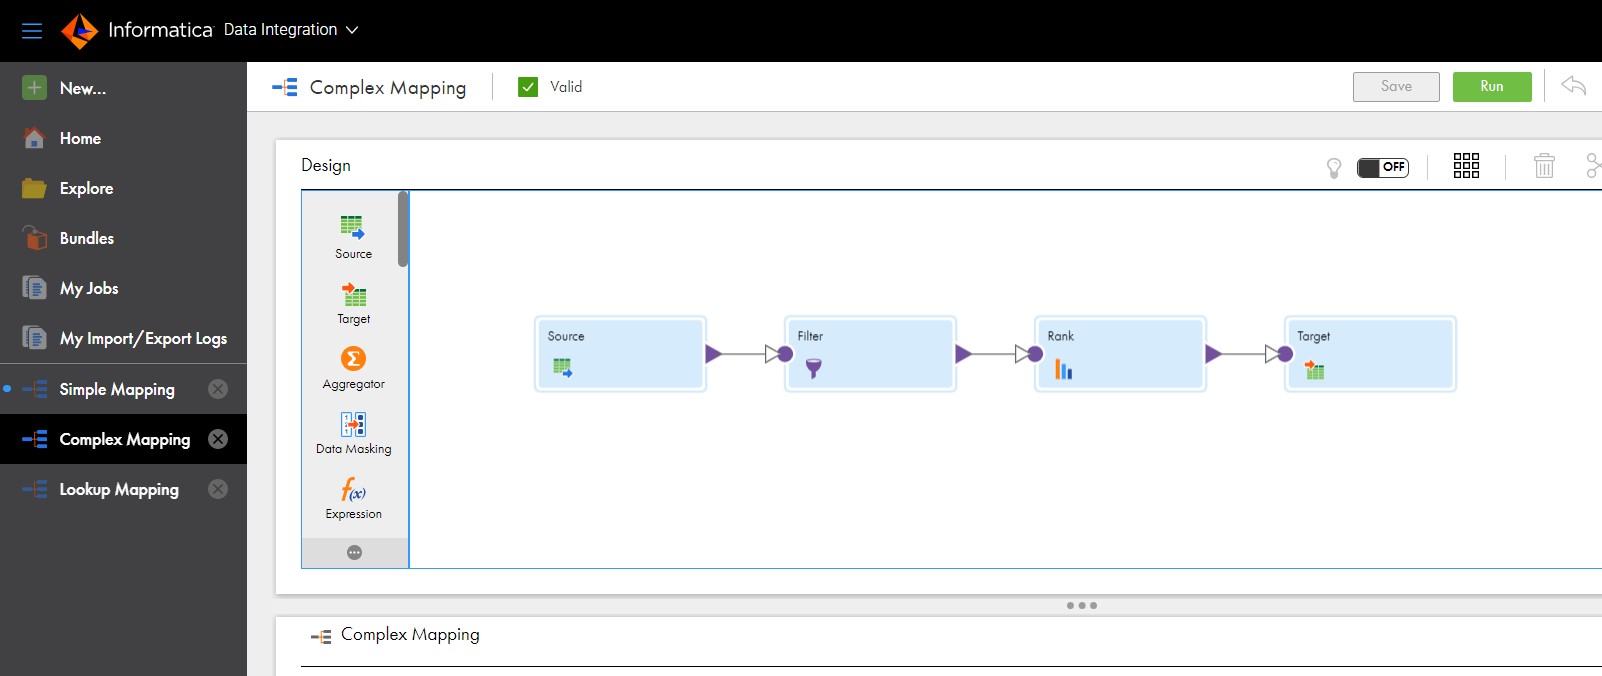 Informatica Data Integration
New...
Home
Explore
Bundles
My Jobs
My Import/Export Logs
Simple Mapping
Complex Mapping
Lookup Mapping
Complex Mapping
Valid
Save
Run
Design
OFF
Source
Target
Aggregator
Data Masking
Expression
Source
Filter
Rank
Target
Complex Mapping